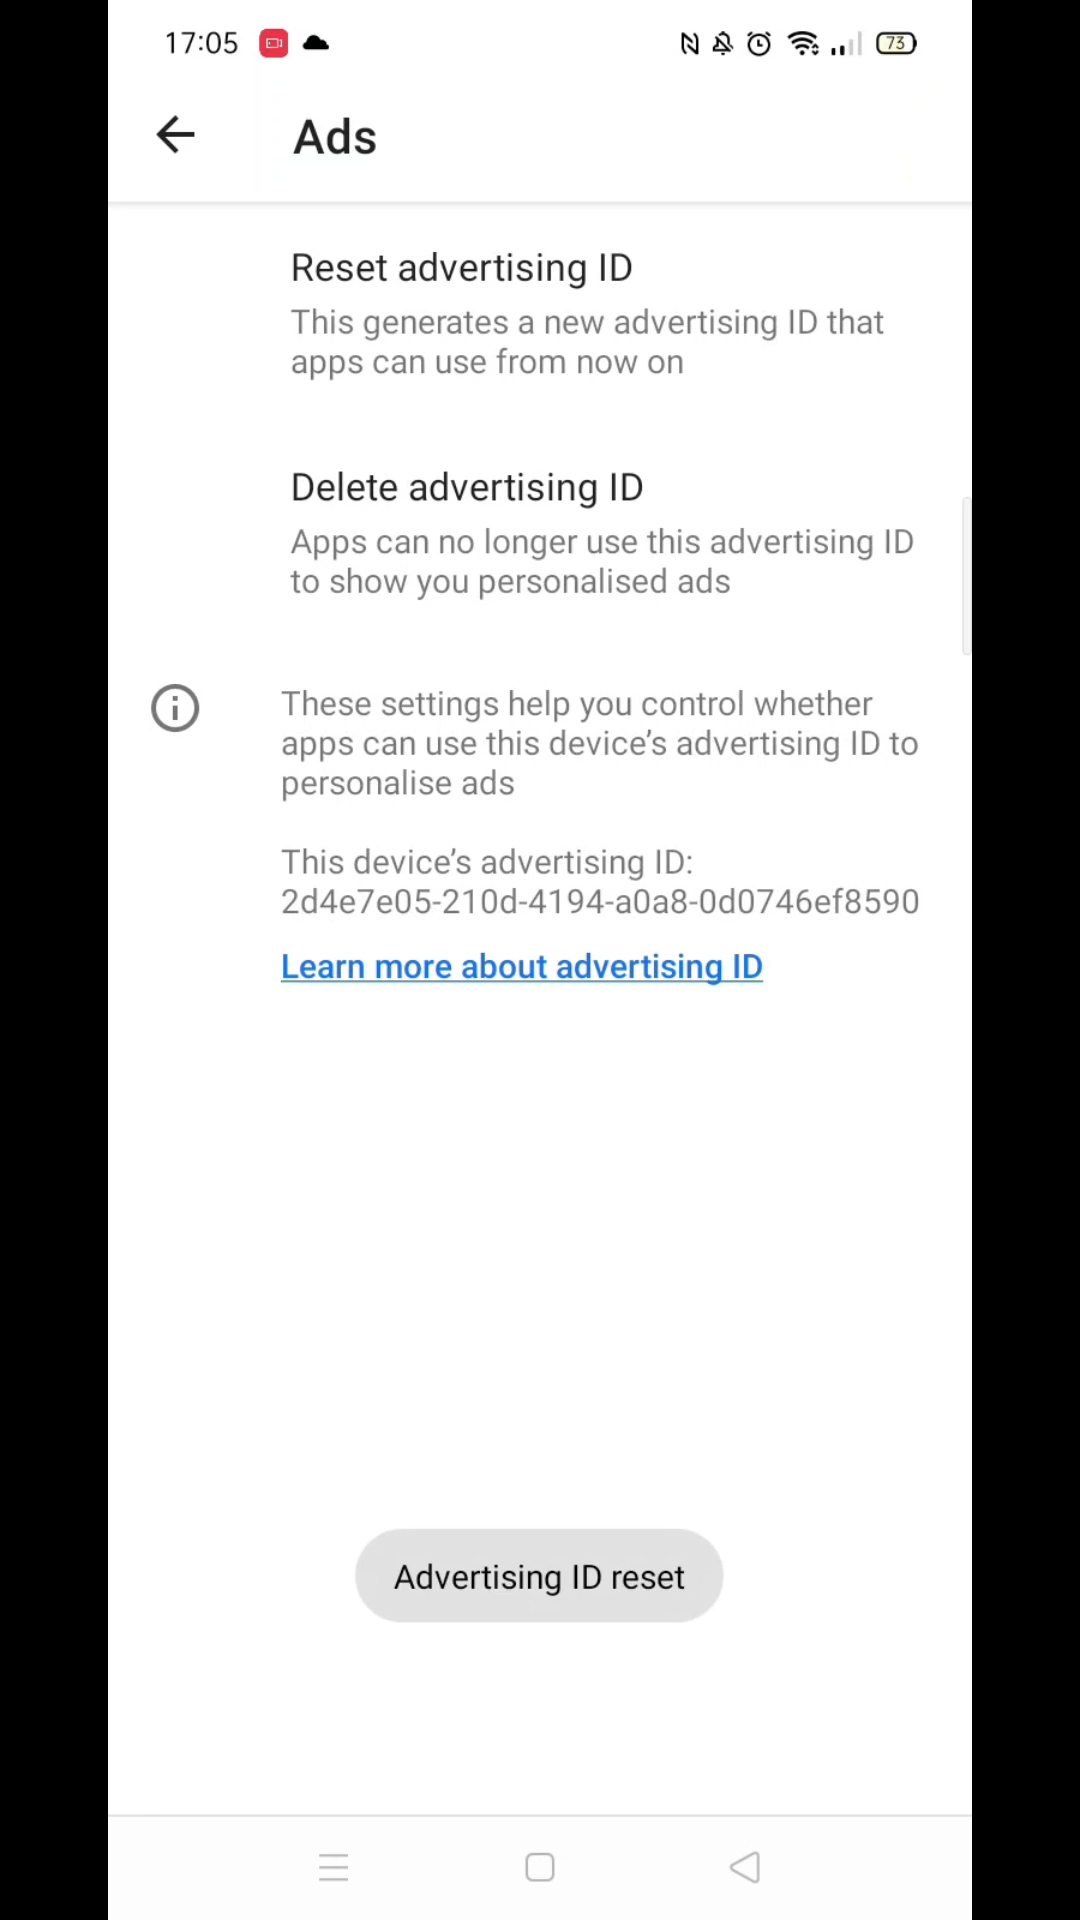 17:05
73
Ads
Reset advertising ID
This generates a new advertising ID that
apps can use from now on
Delete advertising ID
Apps can no longer use this advertising ID
to show you personalised ads
These settings help you control whether
apps can use this device’s advertising ID to
personalise ads
This device’s advertising ID:
2d4e7e05-210d-4194-a0a8-0d0746ef8590
Learn more about advertising ID
Advertising ID reset